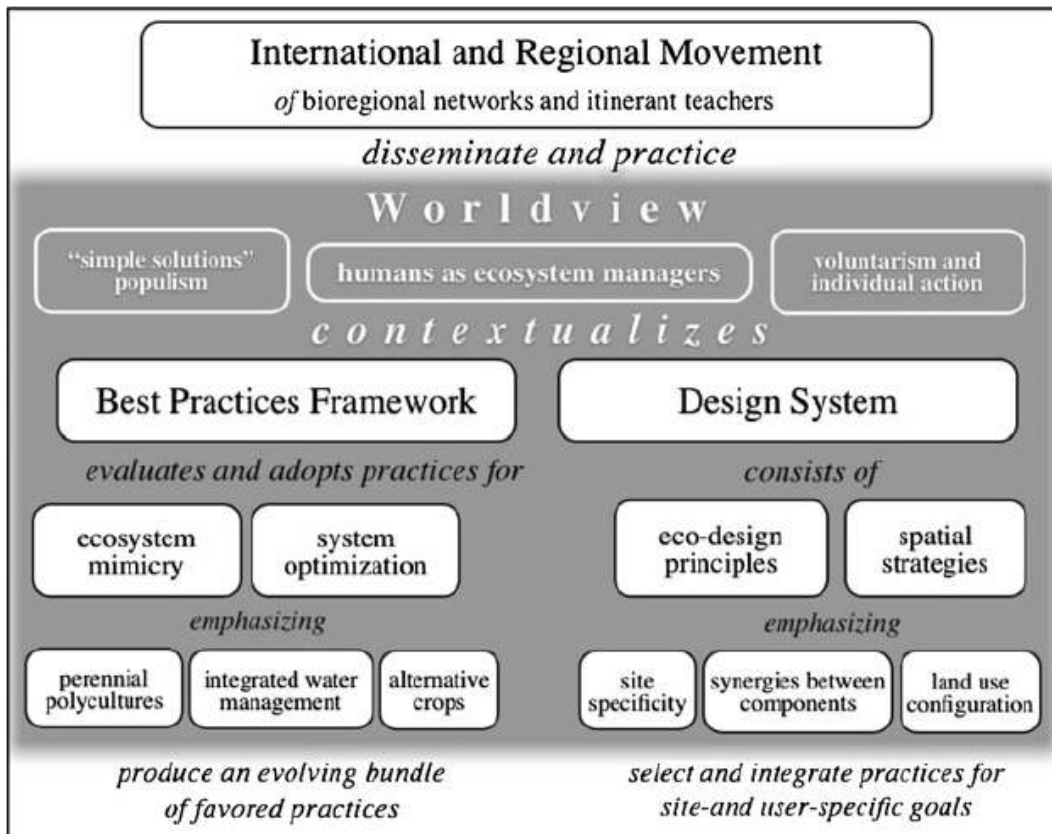 International and Regional Movement
of bioregional networks and itinerant teachers
disseminate and practice
Worldview
“simple solutions”
populism
humans as ecosystem managers
voluntarism and
individual action
contextualizes
Best Practices Framework
evaluates and adopts practices for
ecosystem
mimicry
system
optimization
emphasizing
perennial
polycultures
integrated water
management
alternative
crops
produce an evolving bundle
of favored practices
Design System
consists of
eco-design
principles
spatial
strategies
emphasizing
site
specificity
synergies between
components
land use
configuration
select and integrate practices for
site-and user-specific goals